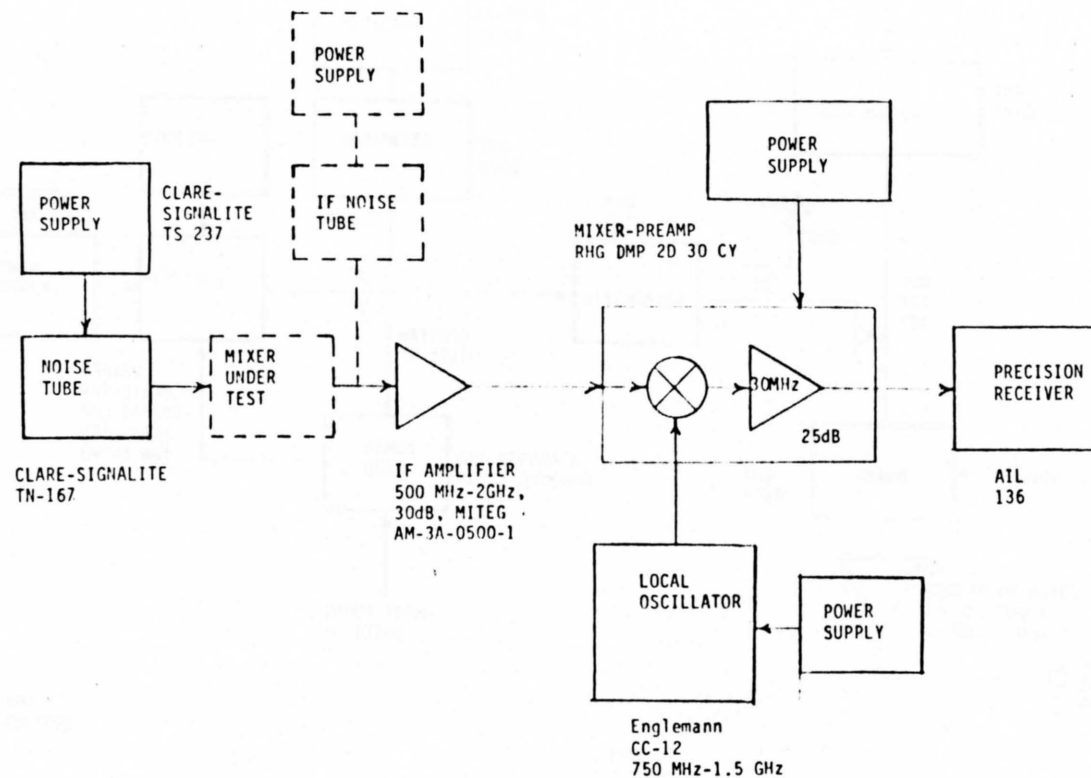 POWER
SUPPLY
POWER
SUPPLY
CLARE-
SIGNALITE
TS 237
IF NOISE
TUBE
POWER
SUPPLY
MIXER-PREAMP
RHG DMP 2D 30 CY
NOISE
TUBE
MIXER
UNDER
TEST
30MHz
25dB
PRECISION
RECEIVER
CLARE-SIGNALITE
TN-167
IF AMPLIFIER
500 MHz-2GHz,
30dB, MITEG
AM-3A-0500-1
AIL
136
LOCAL
OSCILLATOR
POWER
SUPPLY
Englemann
CC-12
750 MHz-1.5 GHz